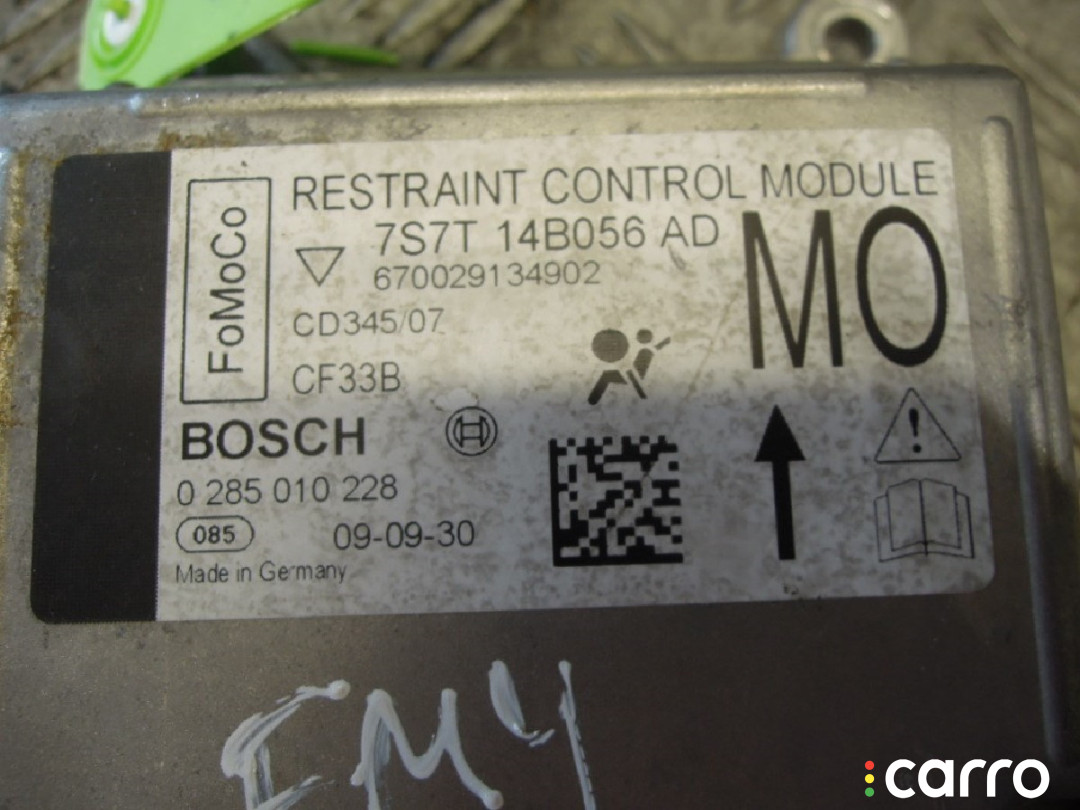 FoMoCo
RESTRAINT CONTROL MODULE
7S7T 14B056 AD
670029134902
MO
CD345/07
CF33B
BOSCH
0 285 010 228
085 09-09-30
Made in Germany
carro